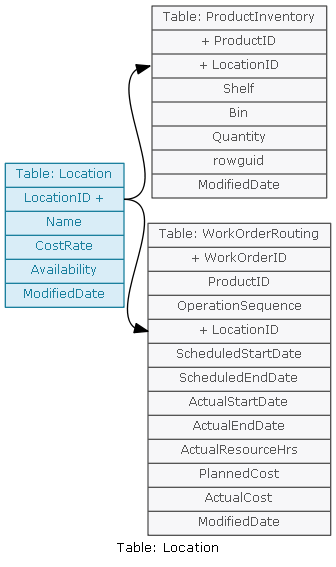 Table: ProductInventory
+ ProductID
+ LocationID
Shelf
Bin
Quantity
rowguid
ModifiedDate
Table: Location
LocationID +
Name
CostRate
Availability
ModifiedDate
Table: WorkOrderRouting
+ WorkOrderID
ProductID
OperationSequence
+ LocationID
ScheduledStartDate
ScheduledEndDate
ActualStartDate
ActualEndDate
ActualResourceHrs
PlannedCost
ActualCost
ModifiedDate
Table: Location